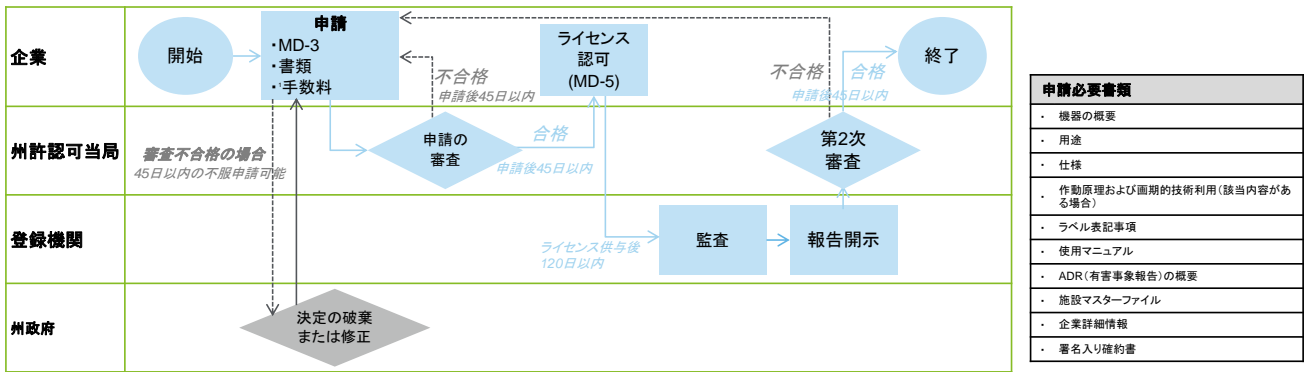 企業
開始
申請
・MD-3
・書類
・¹手数料
不合格
申請後45日以内
ライセンス
認可
(MD-5)
不合格
合格
申請後45日以内
終了
州許認可当局
審査不合格の場合
45日以内の不服申請可能
申請の
審査
合格
申請後45日以内
第2次
審査
登録機関
ライセンス供与後
120日以内
監査
報告開示
州政府
決定の破棄
または修正
申請必要書類
・ 機器の概要
・ 用途
・ 仕様
・ 作動原理および画期的技術利用(該当内容があ
る場合)
・ ラベル表記事項
・ 使用マニュアル
・ ADR(有害事象報告)の概要
・ 施設マスターファイル
・ 企業詳細情報
・ 署名入り確約書